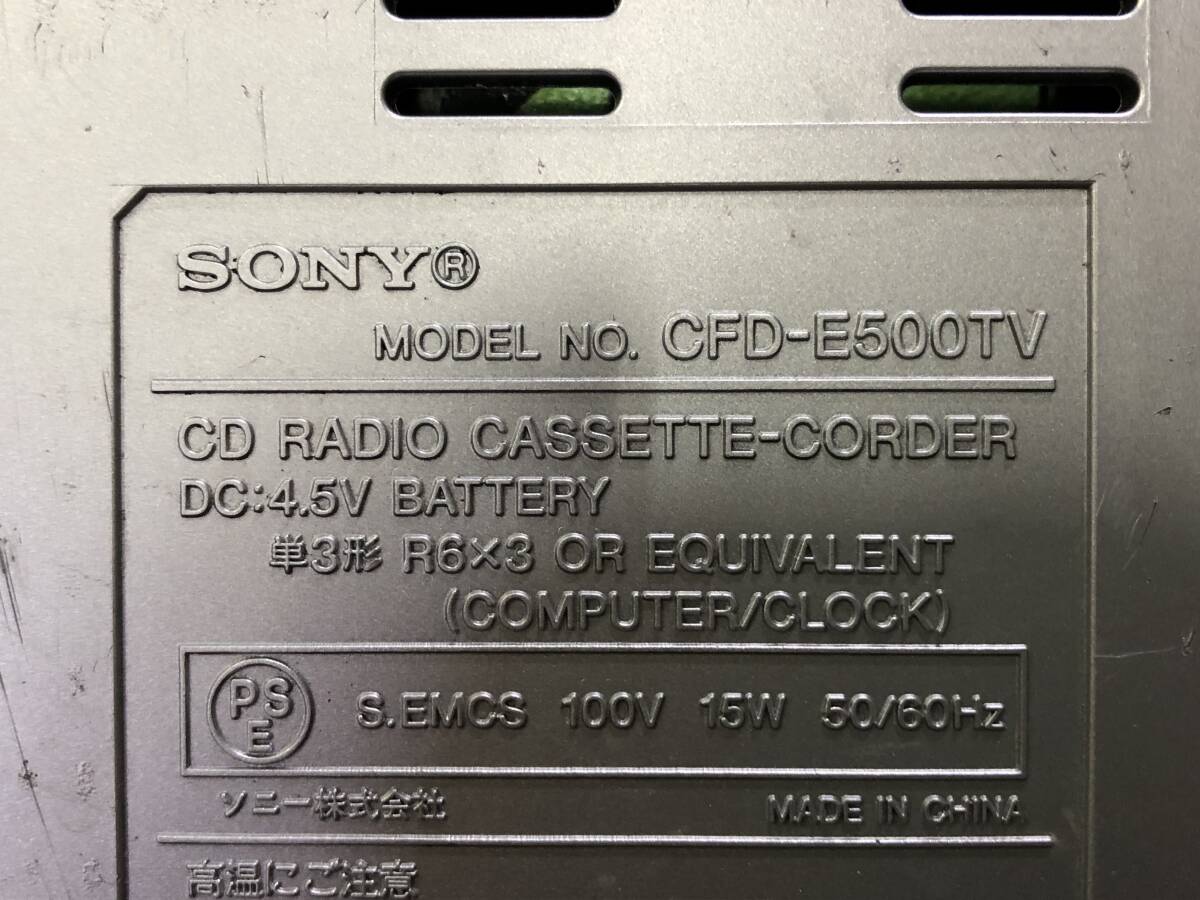 SONY®
MODEL NO. CFD-E500TV
CD RADIO CASSETTE-CORDER
DC:4.5V BATTERY
単3形 R6×3 OR EQUIVALENT
(COMPUTER/CLOCK)
PSE S.EMCS 100V 15W 50/60Hz
ソニー株式会社 MADE IN CHINA
高温にご注意